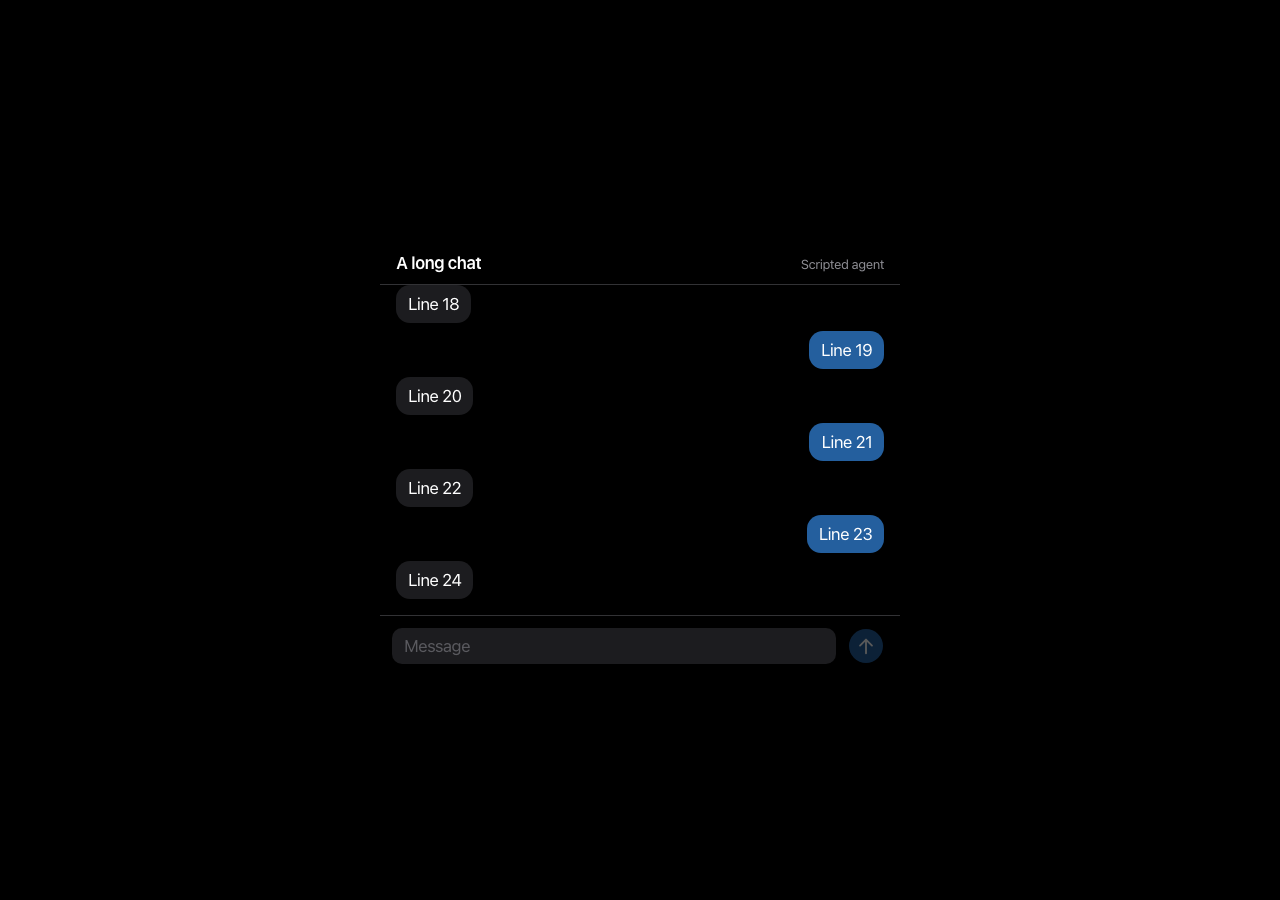 A long chat
Scripted agent
Line 18
Line 19
Line 20
Line 21
Line 22
Line 23
Line 24
Message